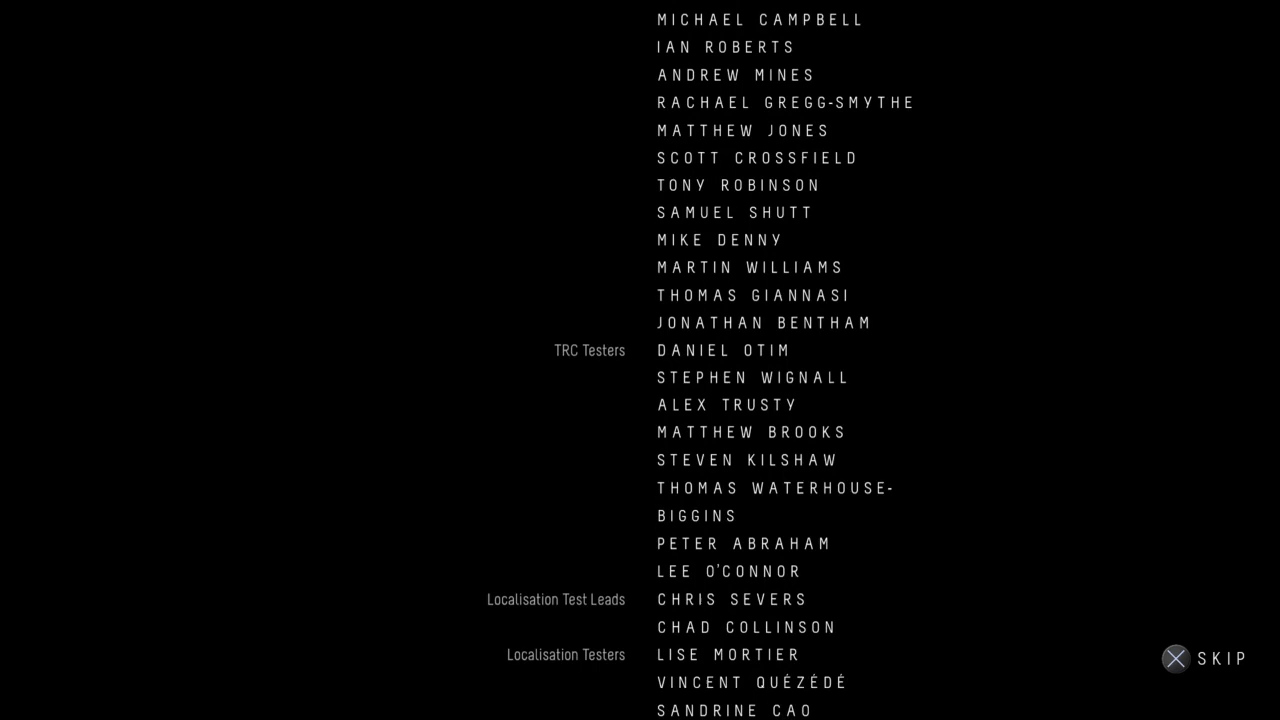 MICHAEL CAMPBELL
IAN ROBERTS
ANDREW MINES
RACHAEL GREGG-SMYTHE
MATTHEW JONES
SCOTT CROSSFIELD
TONY ROBINSON
SAMUEL SHUTT
MIKE DENNY
MARTIN WILLIAMS
THOMAS GIANNASI
JONATHAN BENTHAM
TRC Testers DANIEL OTIM
STEPHEN WIGNALL
ALEX TRUSTY
MATTHEW BROOKS
STEVEN KILSHAW
THOMAS WATERHOUSE-
BIGGINS
PETER ABRAHAM
LEE O'CONNOR
Localisation Test Leads CHRIS SEVERS
CHAD COLLINSON
Localisation Testers LISE MORTIER
SKIP
VINCENT QUÉZÉDÉ
SANDRINE CAO